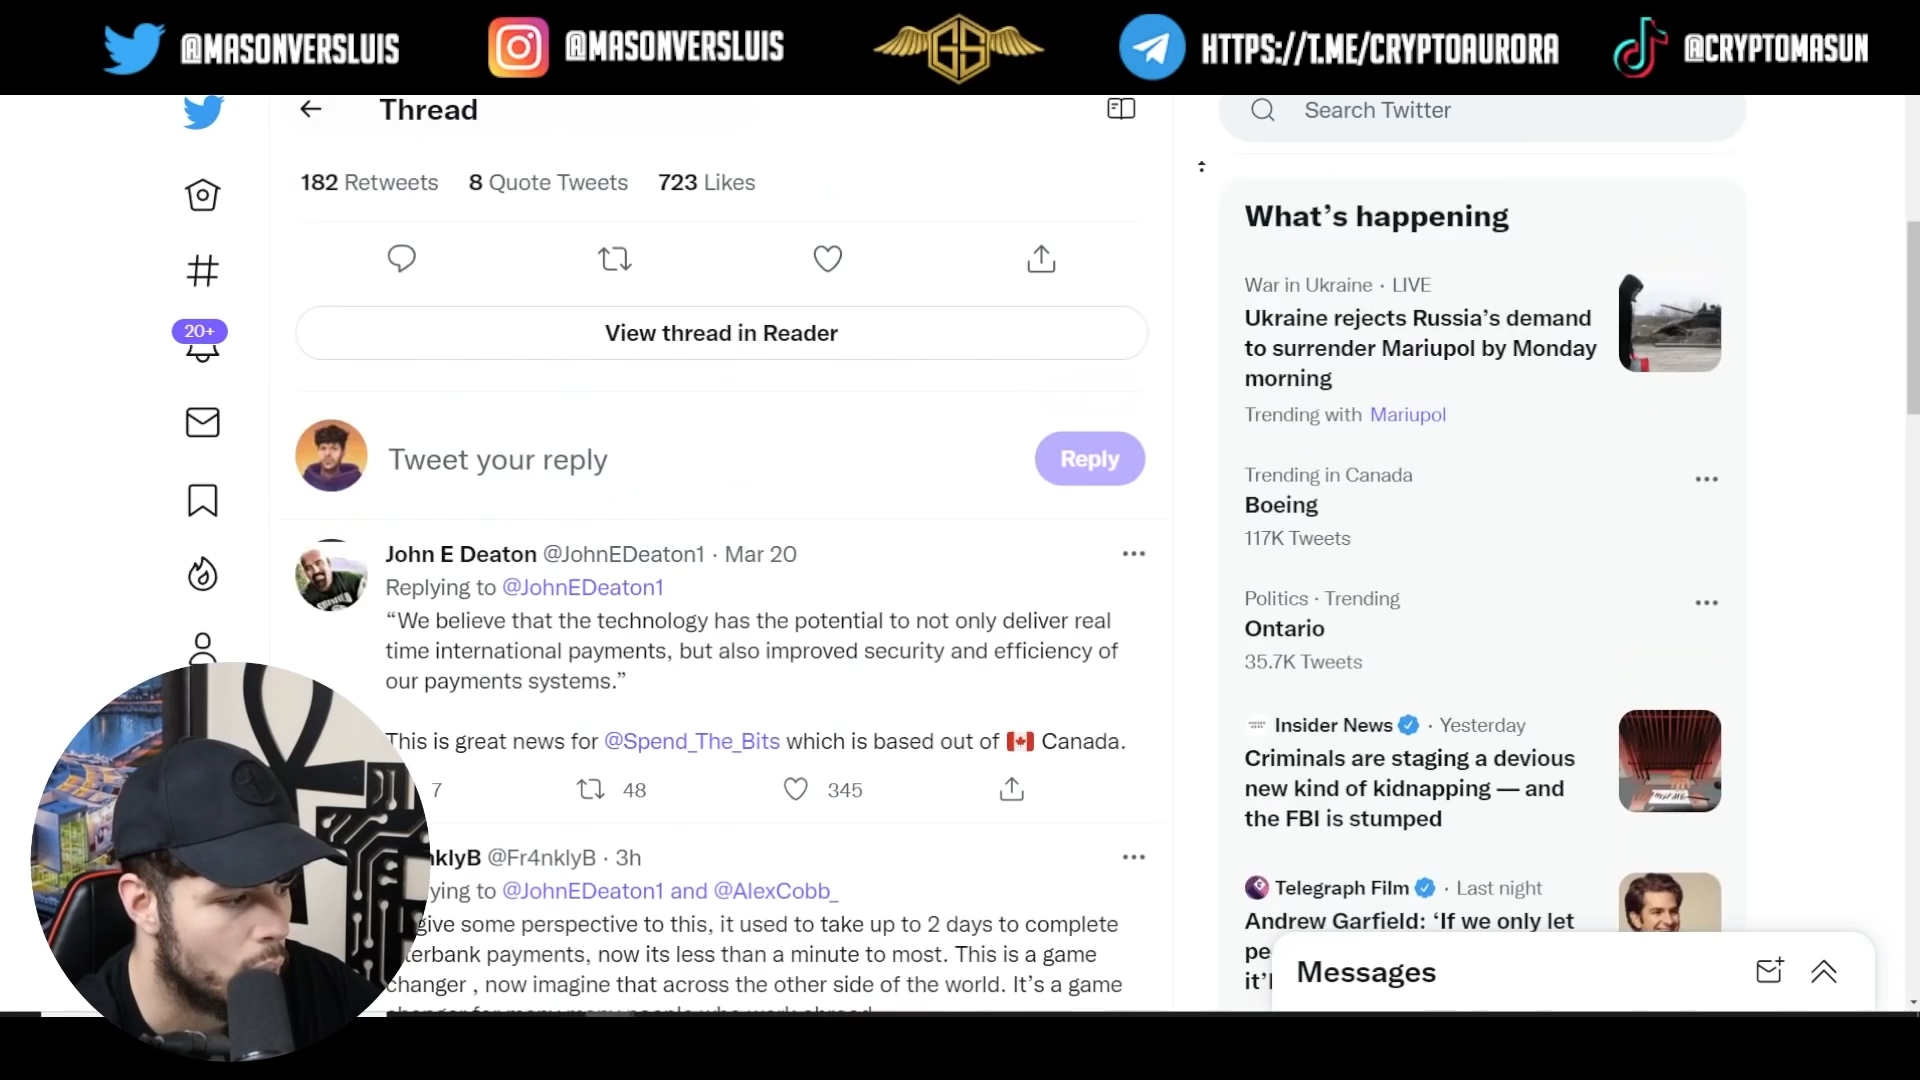 @MASONVERSLUIS
@MASONVERSLUIS
GS
HTTPS://T.ME/CRYPTOAURORA
@CRYPTOMASUN
Thread
182 Retweets 8 Quote Tweets 723 Likes
View thread in Reader
20+
Tweet your reply
Reply
John E Deaton @JohnEDeaton1 · Mar 20
Replying to @JohnEDeaton1
“We believe that the technology has the potential to not only deliver real
time international payments, but also improved security and efficiency of
our payments systems.”
This is great news for @Spend_The_Bits which is based out of 🇨🇦 Canada.
7 48 345
nklyB @Fr4nklyB · 3h
ying to @JohnEDeaton1 and @AlexCobb_
give some perspective to this, it used to take up to 2 days to complete
terbank payments, now its less than a minute to most. This is a game
changer , now imagine that across the other side of the world. It’s a game
Search Twitter
What’s happening
War in Ukraine · LIVE
Ukraine rejects Russia’s demand
to surrender Mariupol by Monday
morning
Trending with Mariupol
Trending in Canada
Boeing
117K Tweets
Politics · Trending
Ontario
35.7K Tweets
Insider News · Yesterday
Criminals are staging a devious
new kind of kidnapping — and
the FBI is stumped
Telegraph Film · Last night
Andrew Garfield: ‘If we only let
pe
it’l
Messages